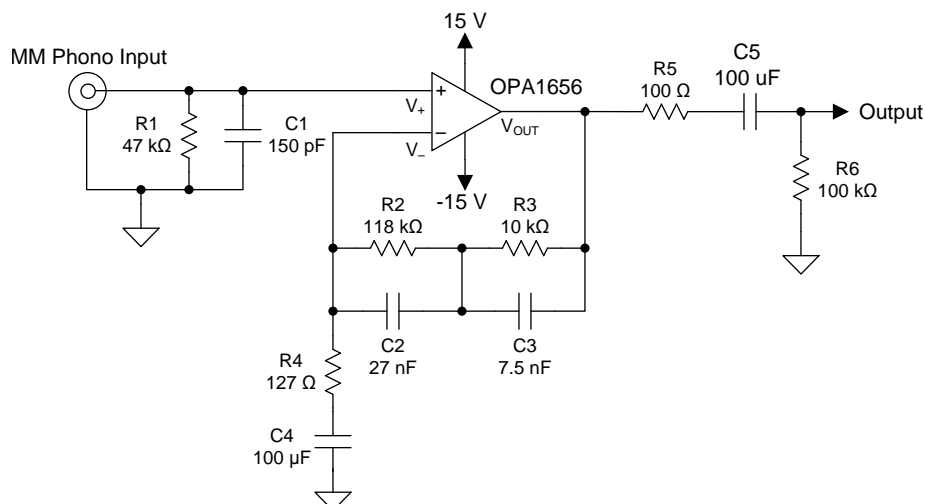 15 V
MM Phono Input
C5
100 uF
OPA1656
R5
100 Ω
+
V+
Output
R1
47 kΩ
C1
150 pF
–
V–
VOUT
-15 V
R6
100 kΩ
R2
118 kΩ
R3
10 kΩ
C2
27 nF
C3
7.5 nF
R4
127 Ω
C4
100 µF